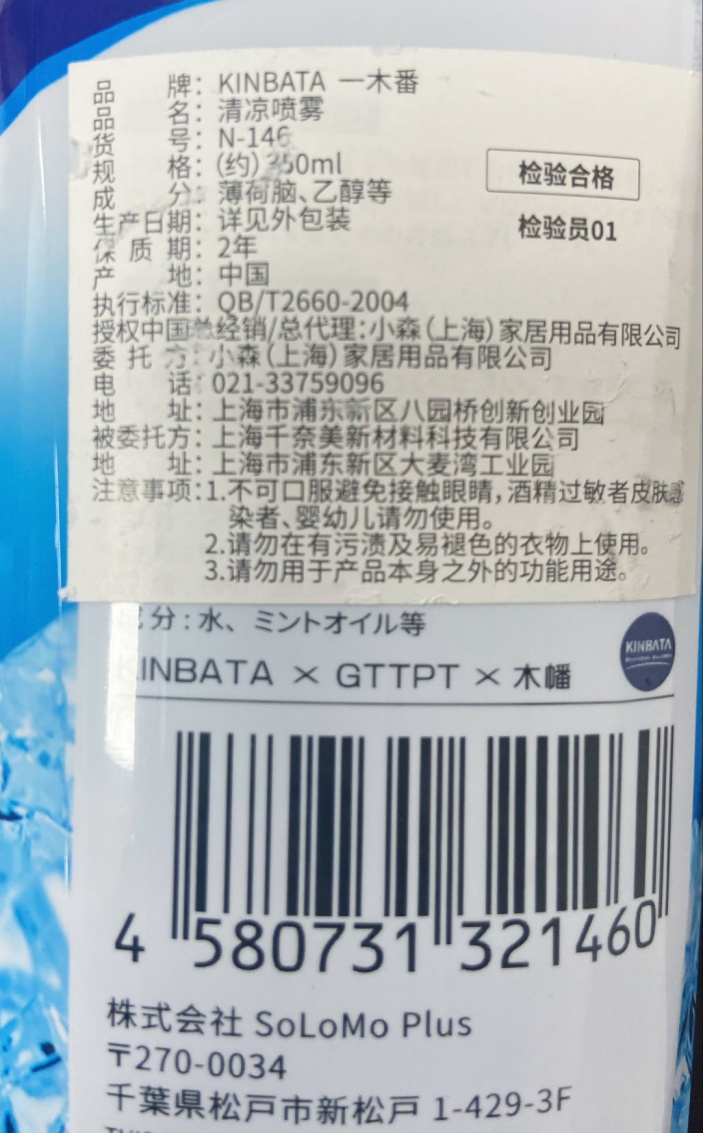 品牌：KINBATA 一木番
品名：清凉喷雾
货号：N-146
规格：(约)350ml
成分：薄荷脑、乙醇等
生产日期：详见外包装
保质期：2年
产地：中国
执行标准：QB/T2660-2004
授权中国总经销/总代理：小森（上海）家居用品有限公司
委托方：小森（上海）家居用品有限公司
电话：021-33759096
地址：上海市浦东新区八园桥创新创业园
被委托方：上海千奈美新材料科技有限公司
地址：上海市浦东新区大麦湾工业园
注意事项：1.不可口服避免接触眼睛，酒精过敏者皮肤感
染者、婴幼儿请勿使用。
2.请勿在有污渍及易褪色的衣物上使用。
3.请勿用于产品本身之外的功能用途。
检验合格
检验员01
成分：水、ミントオイル等
KINBATA
KINBATA × GTTPT × 木幡
4 580731 321460
株式会社 SoLoMo Plus
〒270-0034
千葉県松戸市新松戸 1-429-3F